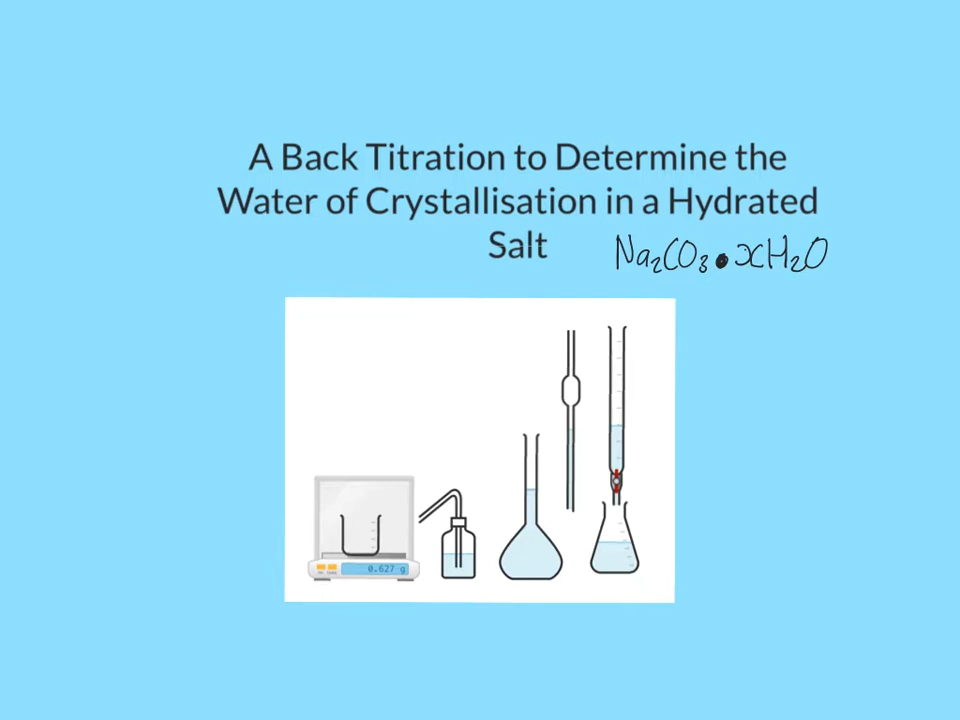 A Back Titration to Determine the
Water of Crystallisation in a Hydrated
Salt
Na₂CO₃•xH₂O
0.627 g